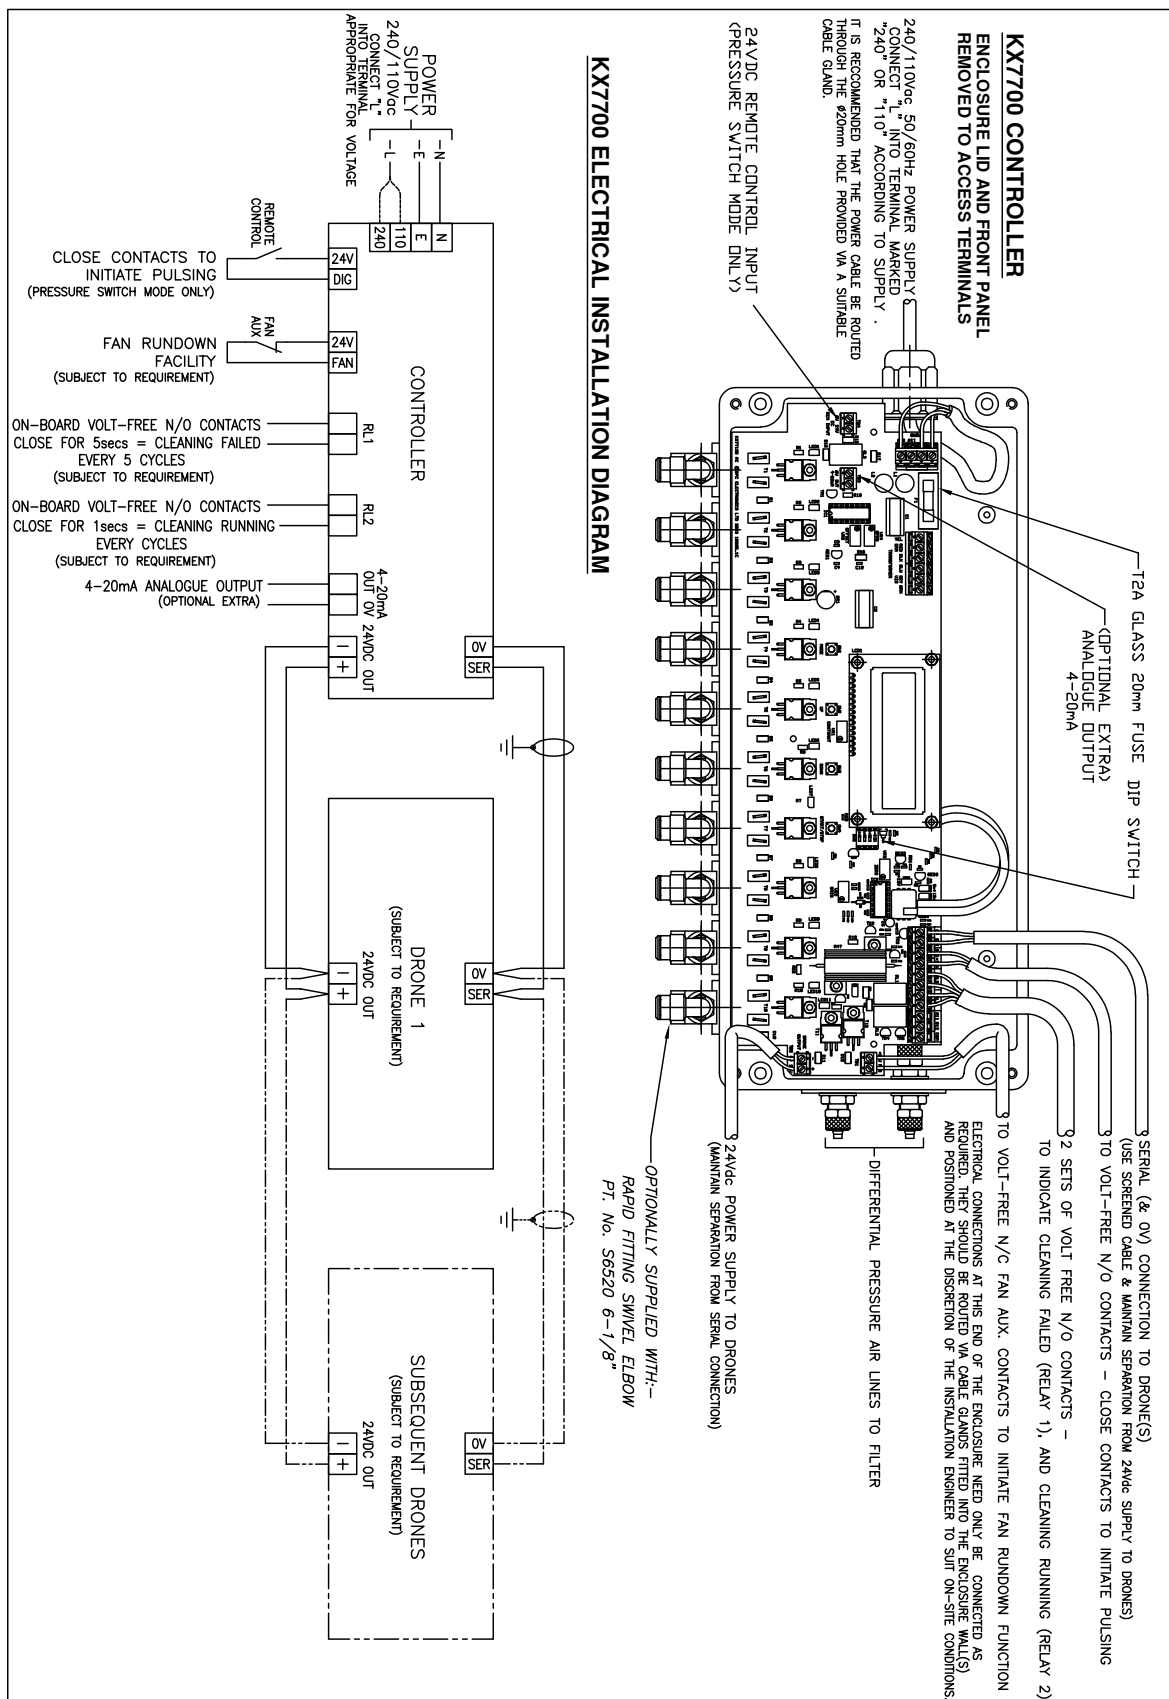 KX7700 CONTROLLER
ENCLOSURE LID AND FRONT PANEL
REMOVED TO ACCESS TERMINALS
240/110Vac 50/60Hz POWER SUPPLY
CONNECT "L" INTO TERMINAL MARKED
"240" OR "110" ACCORDING TO SUPPLY .
IT IS RECCOMMENDED THAT THE POWER CABLE BE ROUTED
THROUGH THE ø20mm HOLE PROVIDED VIA A SUITABLE
CABLE GLAND.
24VDC REMOTE CONTROL INPUT
(PRESSURE SWITCH MODE ONLY)
T2A GLASS 20mm FUSE
DIP SWITCH
(OPTIONAL EXTRA)
ANALOGUE OUTPUT
4-20mA
SERIAL (& 0V) CONNECTION TO DRONE(S)
(USE SCREENED CABLE & MAINTAIN SEPARATION FROM 24Vdc SUPPLY TO DRONES)
TO VOLT-FREE N/O CONTACTS - CLOSE CONTACTS TO INITIATE PULSING
2 SETS OF VOLT FREE N/O CONTACTS -
TO INDICATE CLEANING FAILED (RELAY 1), AND CLEANING RUNNING (RELAY 2)
TO VOLT-FREE N/C FAN AUX. CONTACTS TO INITIATE FAN RUNDOWN FUNCTION
ELECTRICAL CONNECTIONS AT THIS END OF THE ENCLOSURE NEED ONLY BE CONNECTED AS
REQUIRED. THEY SHOULD BE ROUTED VIA CABLE GLANDS FITTED INTO THE ENCLOSURE WALL(S)
AND POSITIONED AT THE DISCRETION OF THE INSTALLATION ENGINEER TO SUIT ON-SITE CONDITIONS.
DIFFERENTIAL PRESSURE AIR LINES TO FILTER
24Vdc POWER SUPPLY TO DRONES
(MAINTAIN SEPARATION FROM SERIAL CONNECTION)
OPTIONALLY SUPPLIED WITH:-
RAPID FITTING SWIVEL ELBOW
PT. No. S6520 6-1/8"
KX7700 ELECTRICAL INSTALLATION DIAGRAM
POWER
SUPPLY
240/110Vac
CONNECT "L"
INTO TERMINAL
APPROPRIATE FOR VOLTAGE
-N-
-E-
-L-
N
E
110
240
CONTROLLER
REMOTE
CONTROL
24V
DIG
CLOSE CONTACTS TO
INITIATE PULSING
(PRESSURE SWITCH MODE ONLY)
FAN
AUX
24V
FAN
FAN RUNDOWN
FACILITY
(SUBJECT TO REQUIREMENT)
RL1
ON-BOARD VOLT-FREE N/O CONTACTS
CLOSE FOR 5secs = CLEANING FAILED
EVERY 5 CYCLES
(SUBJECT TO REQUIREMENT)
RL2
ON-BOARD VOLT-FREE N/O CONTACTS
CLOSE FOR 1secs = CLEANING RUNNING
EVERY CYCLES
(SUBJECT TO REQUIREMENT)
4-20mA
OUT 0V
4-20mA ANALOGUE OUTPUT
(OPTIONAL EXTRA)
24VDC OUT
-
+
0V
SER
DRONE 1
(SUBJECT TO REQUIREMENT)
0V
SER
24VDC OUT
-
+
SUBSEQUENT DRONES
(SUBJECT TO REQUIREMENT)
0V
SER
24VDC OUT
-
+